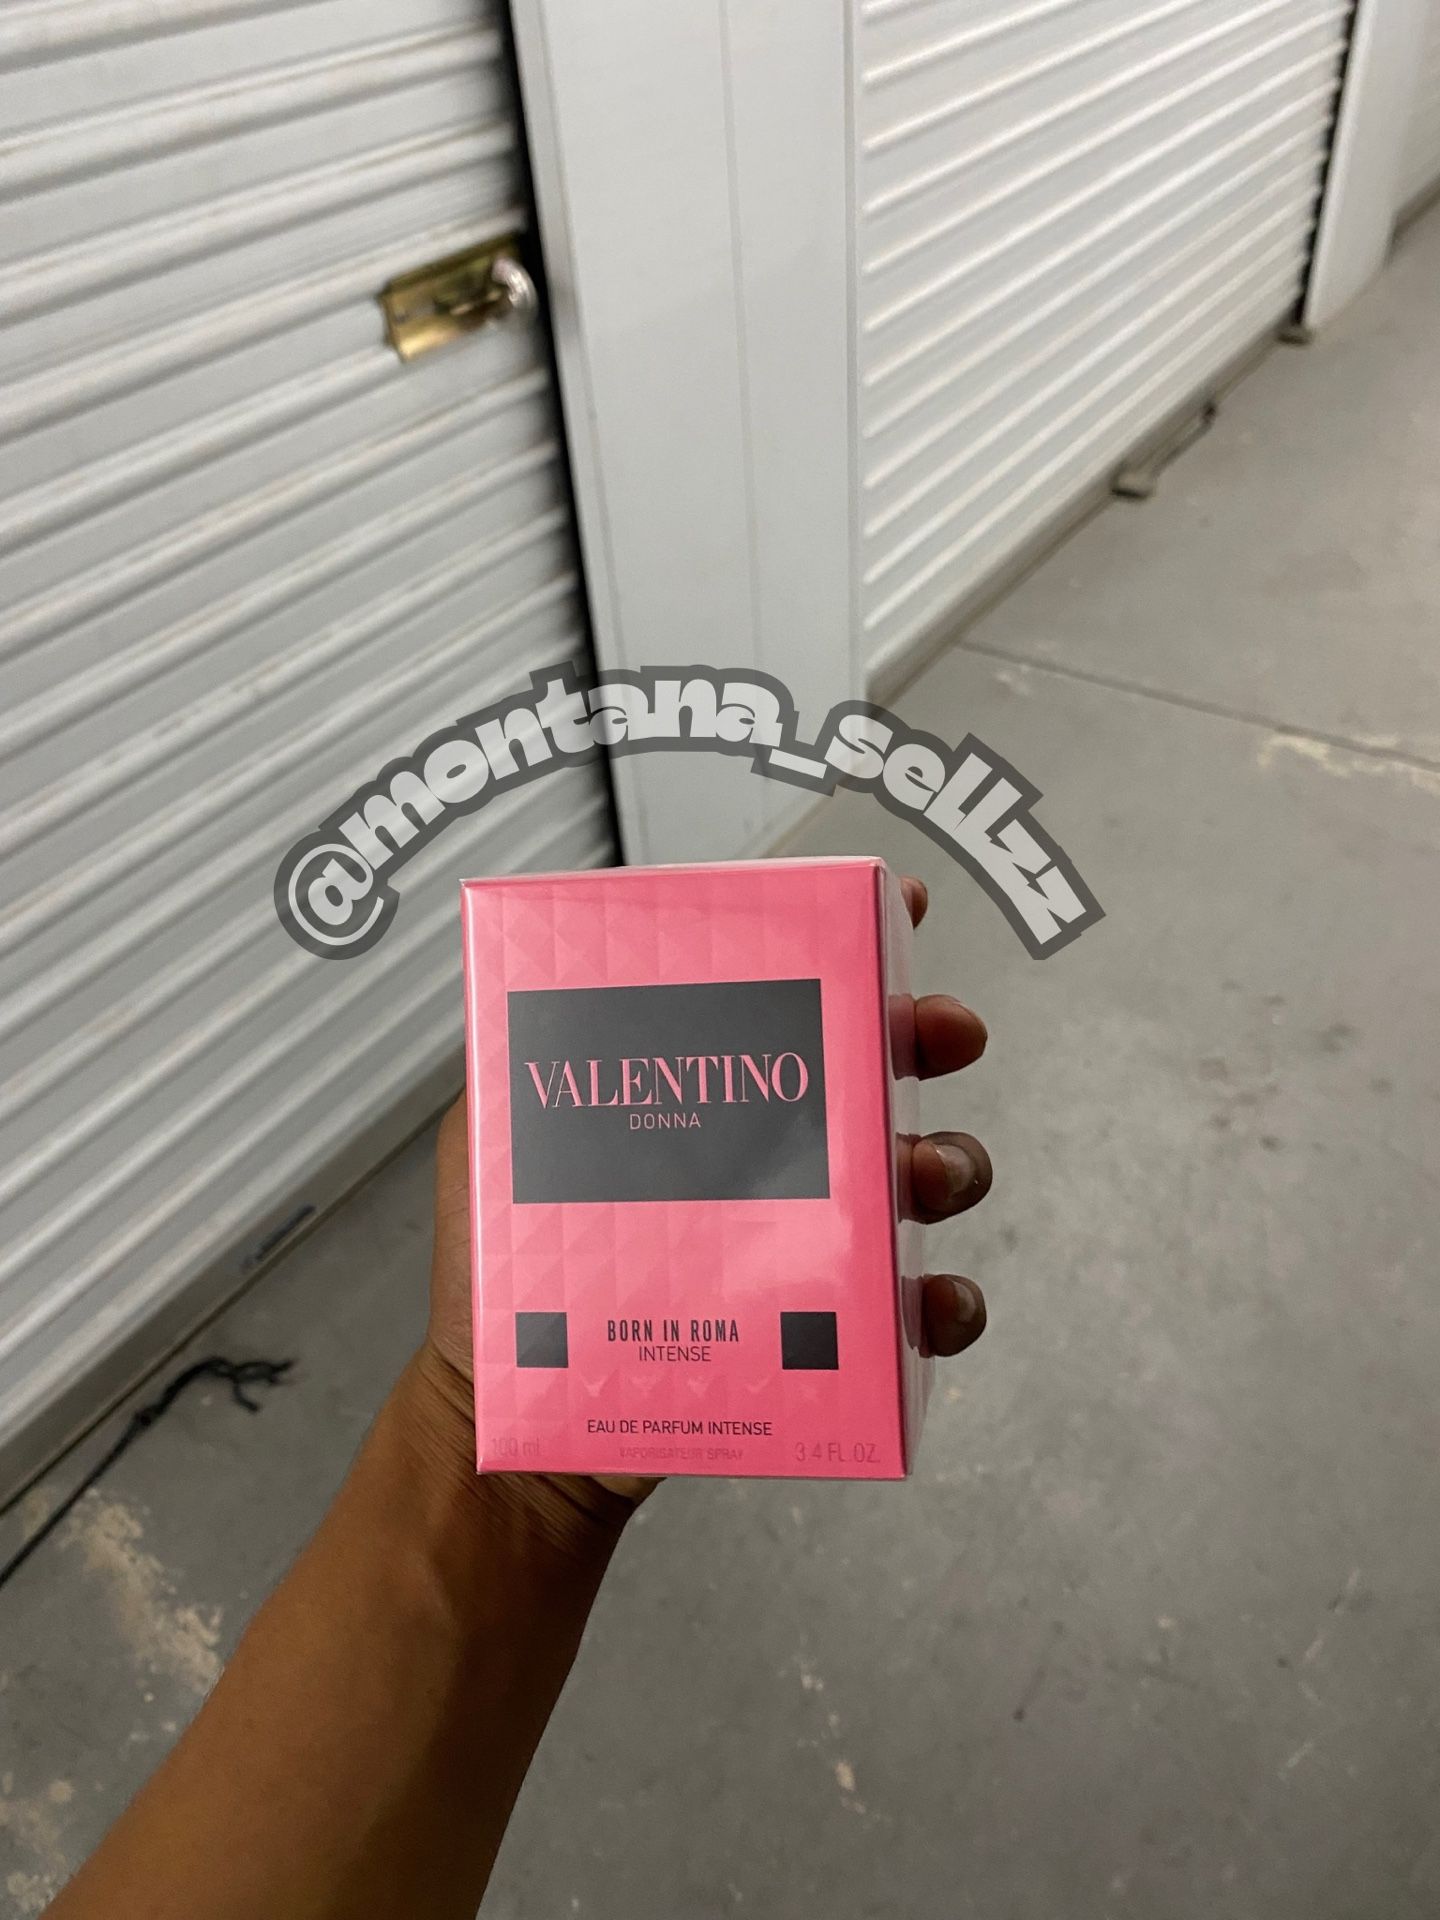 @montana_sellzz
VALENTINO
DONNA
BORN IN ROMA
INTENSE
EAU DE PARFUM INTENSE
100 ml
VAPORISATEUR SPRAY
3.4 FL.OZ.